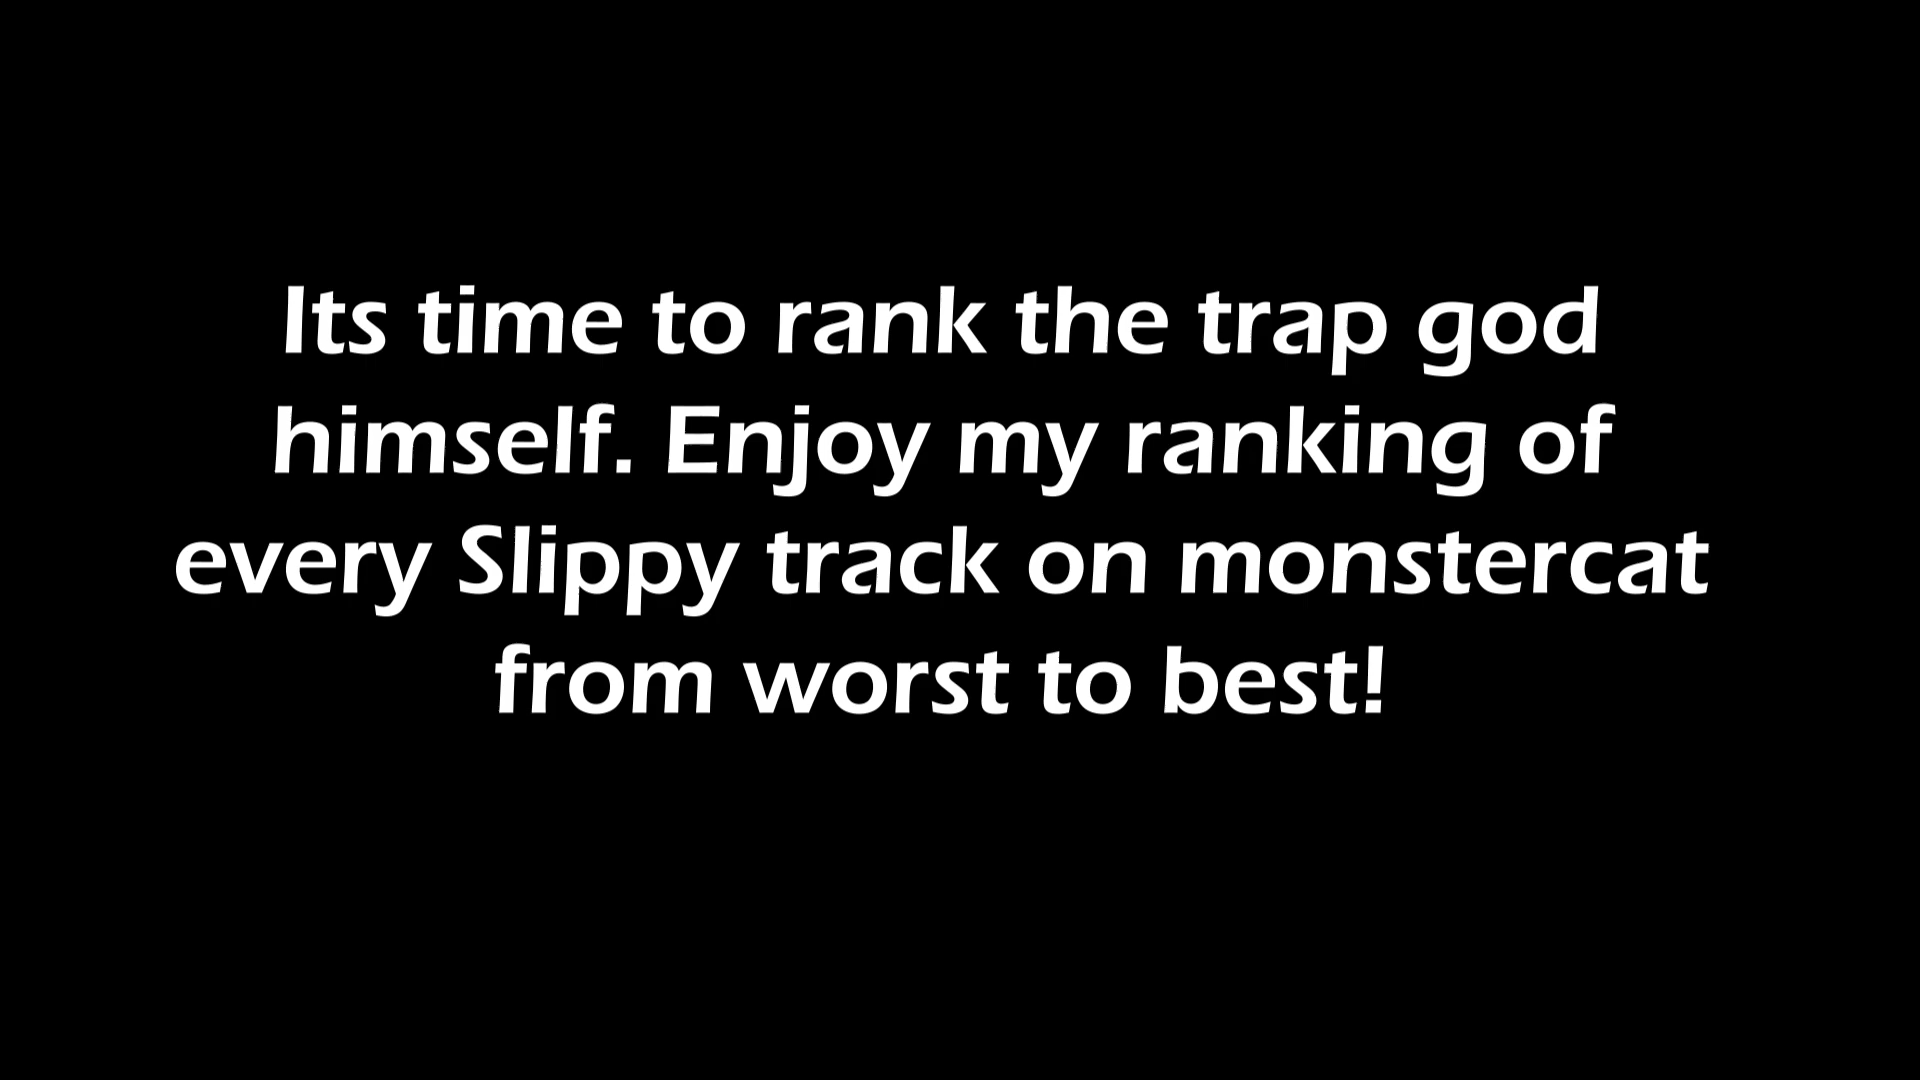 Its time to rank the trap god
himself. Enjoy my ranking of
every Slippy track on monstercat
from worst to best!